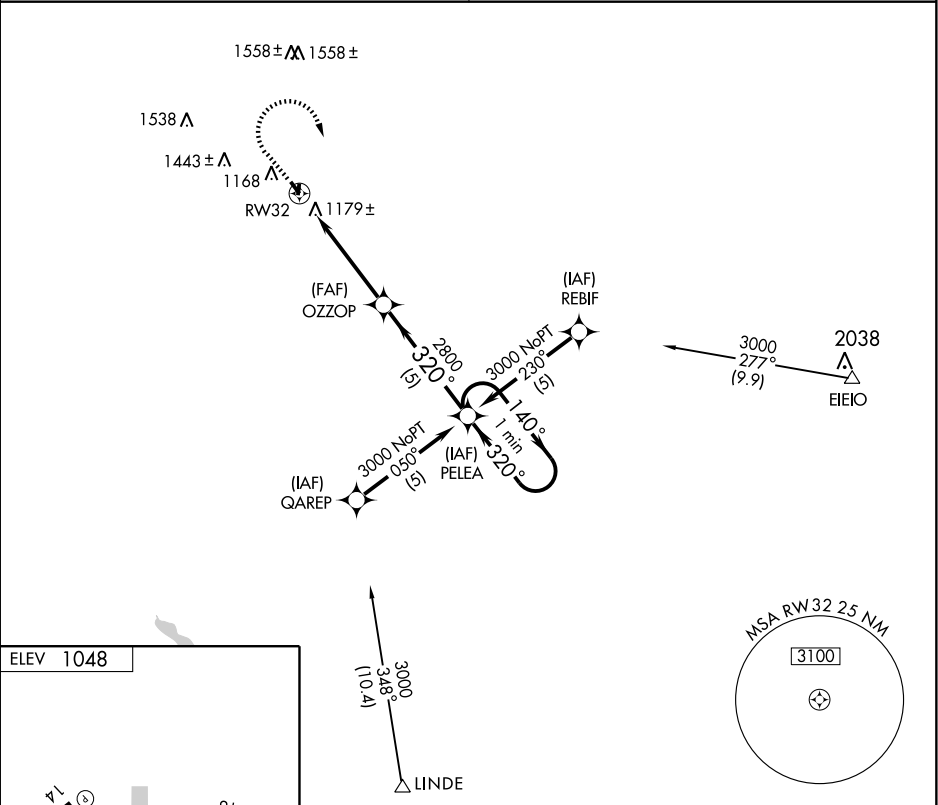 1558± 1558±
1538
1443±
1168
RW32
1179±
(FAF)
OZZOP
(IAF)
REBIF
2800
320°
(5)
3000 NoPT
230°
(5)
3000
277°
(9.9)
2038
EIEIO
140°
1 min
320°
(IAF)
PELEA
3000 NoPT
050°
(5)
(IAF)
QAREP
MSA RW32 25 NM
3100
ELEV 1048
3000
348°
(10.4)
LINDE
14
P